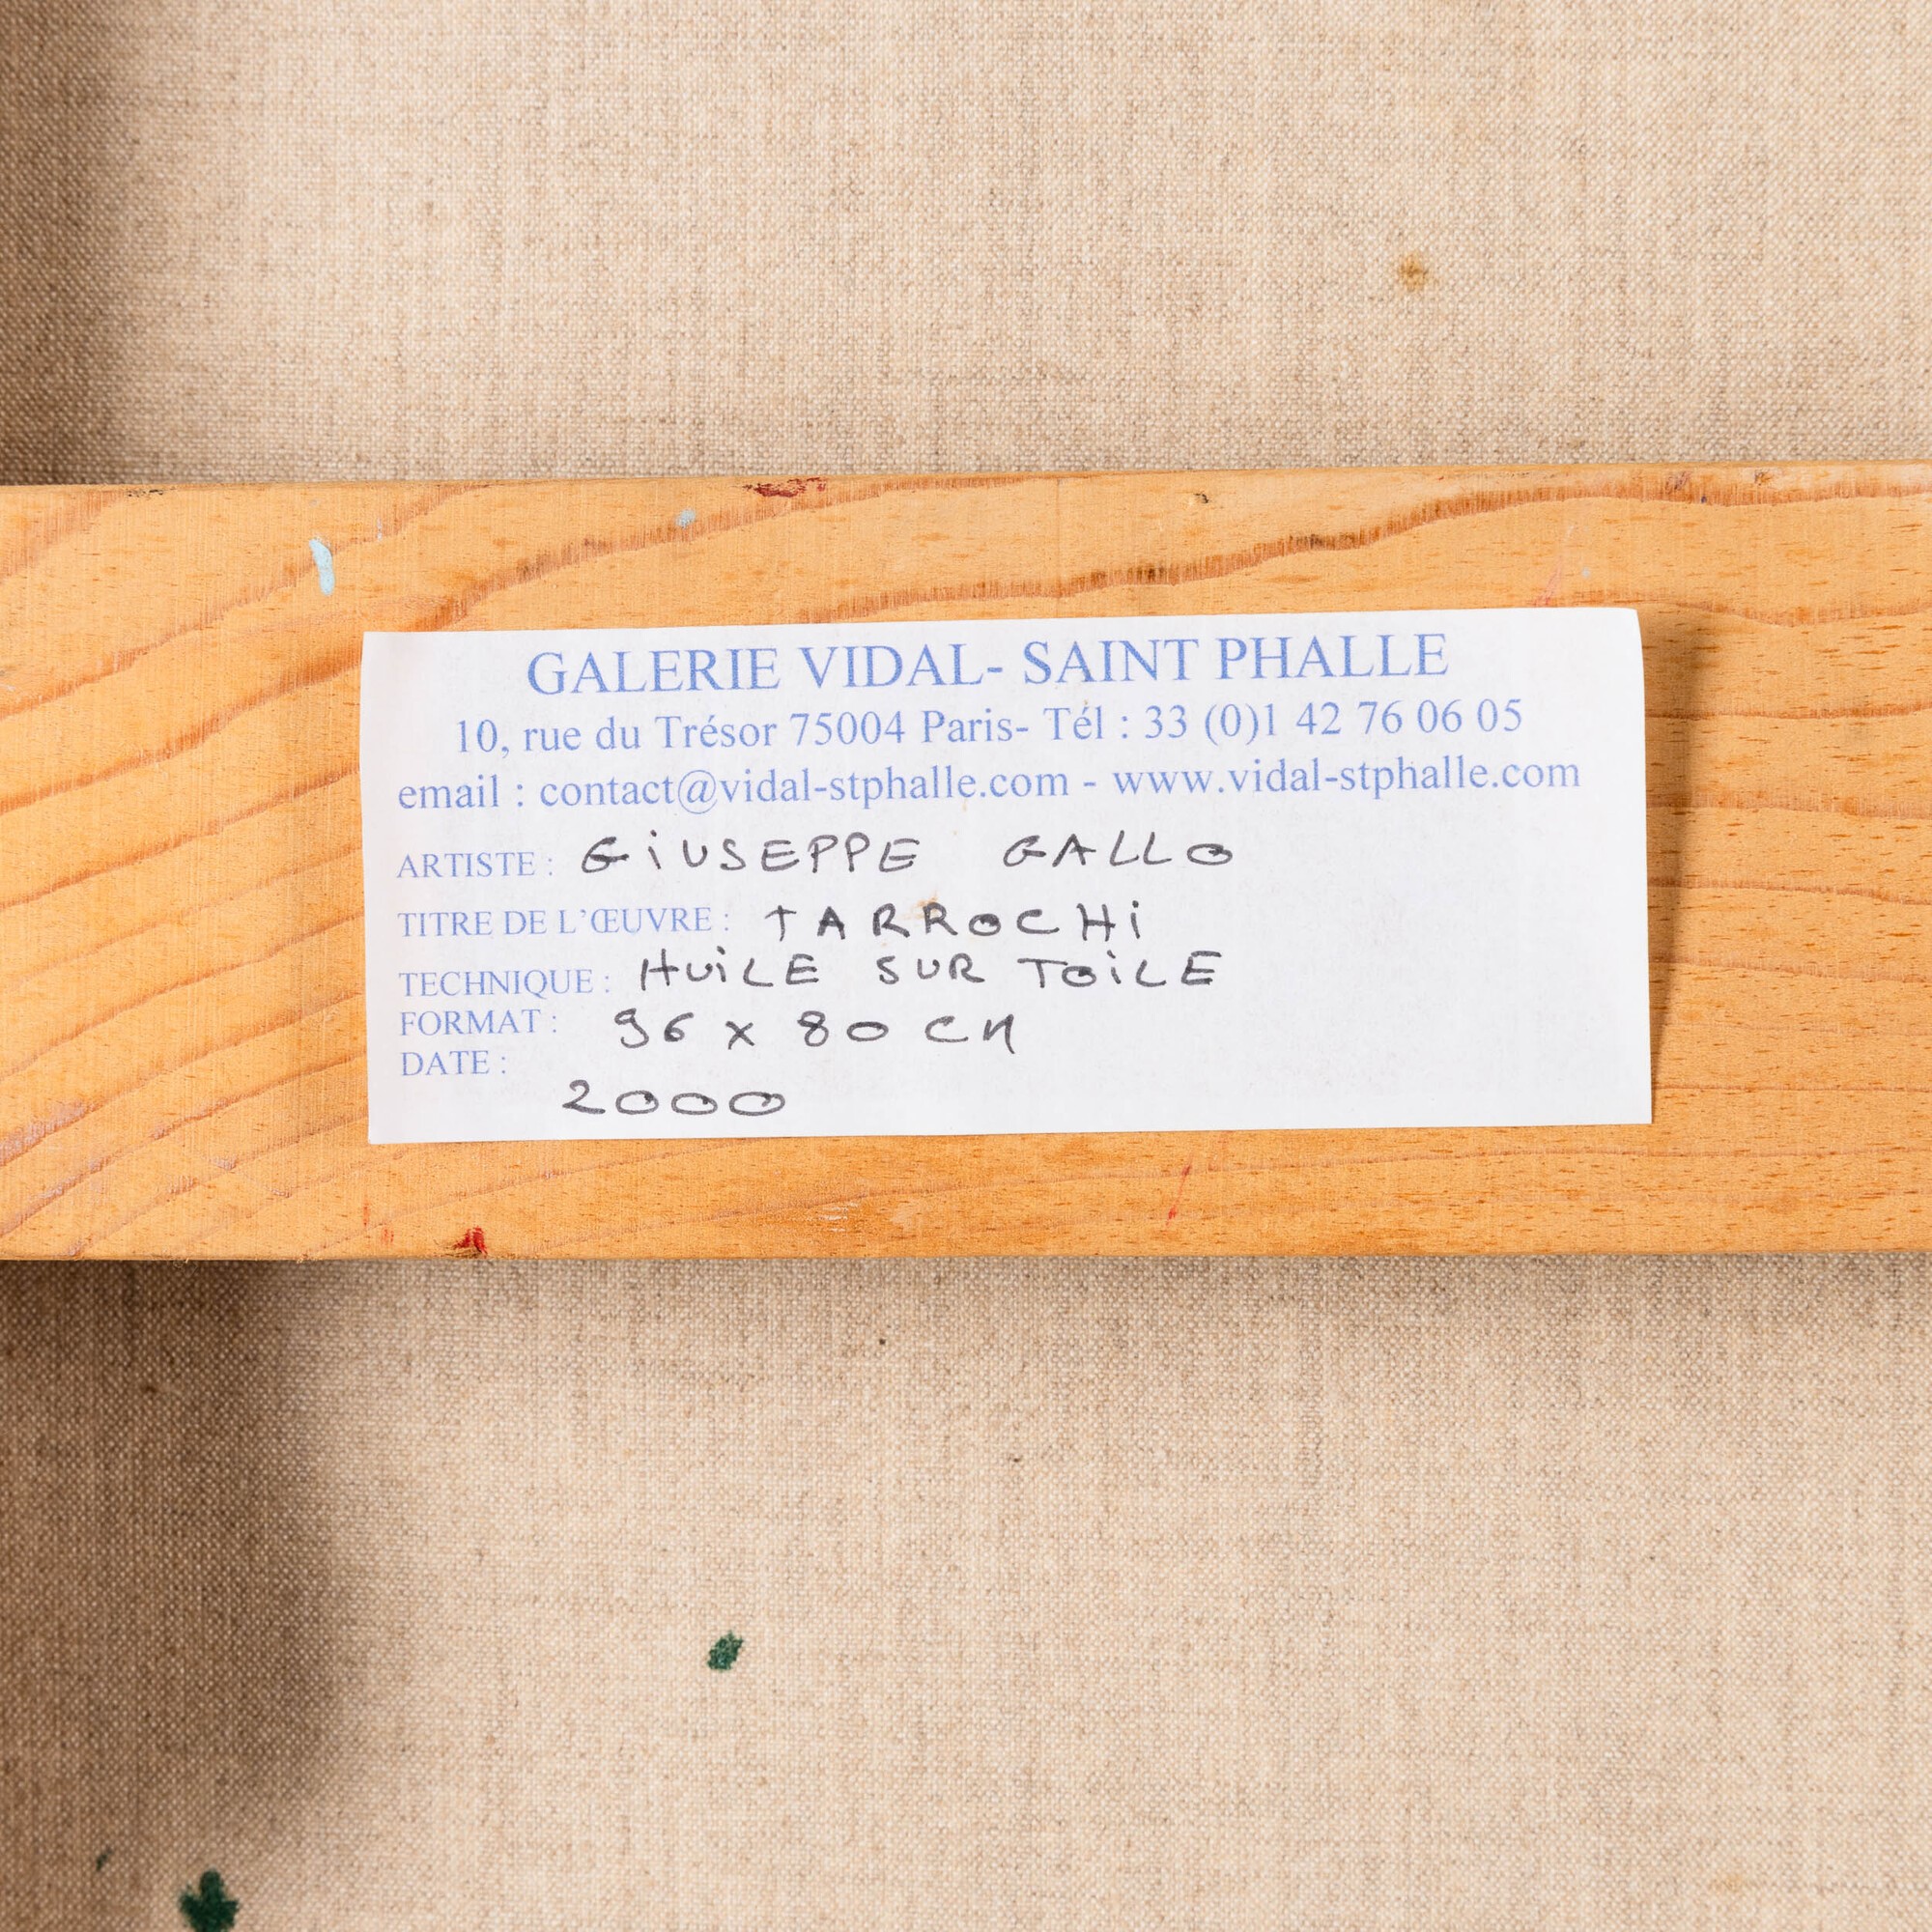 GALERIE VIDAL- SAINT PHALLE
10, rue du Trésor 75004 Paris- Tél : 33 (0)1 42 76 06 05
email : contact@vidal-stphalle.com - www.vidal-stphalle.com
ARTISTE : GiUSEPPE GALLO
TITRE DE L'ŒUVRE : TARROCHi
TECHNIQUE : HUiLE SUR TOiLE
FORMAT : 96 x 80 CM
DATE :
2000